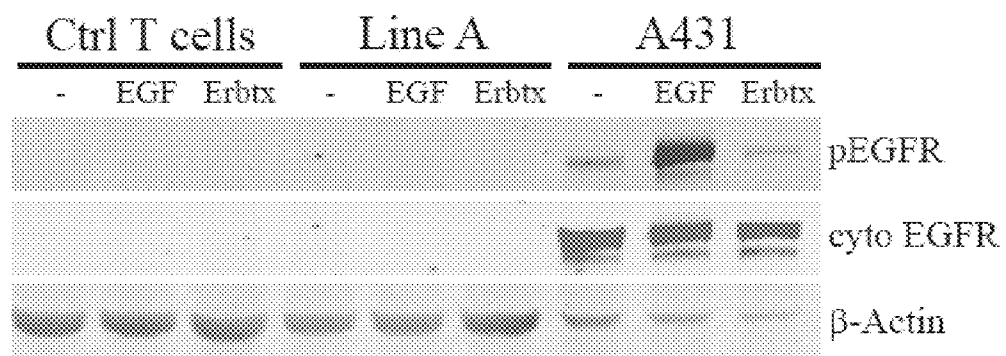 Ctrl T cells Line A A431
- EGF Erbtx - EGF Erbtx - EGF Erbtx
pEGFR
cyto EGFR
β-Actin